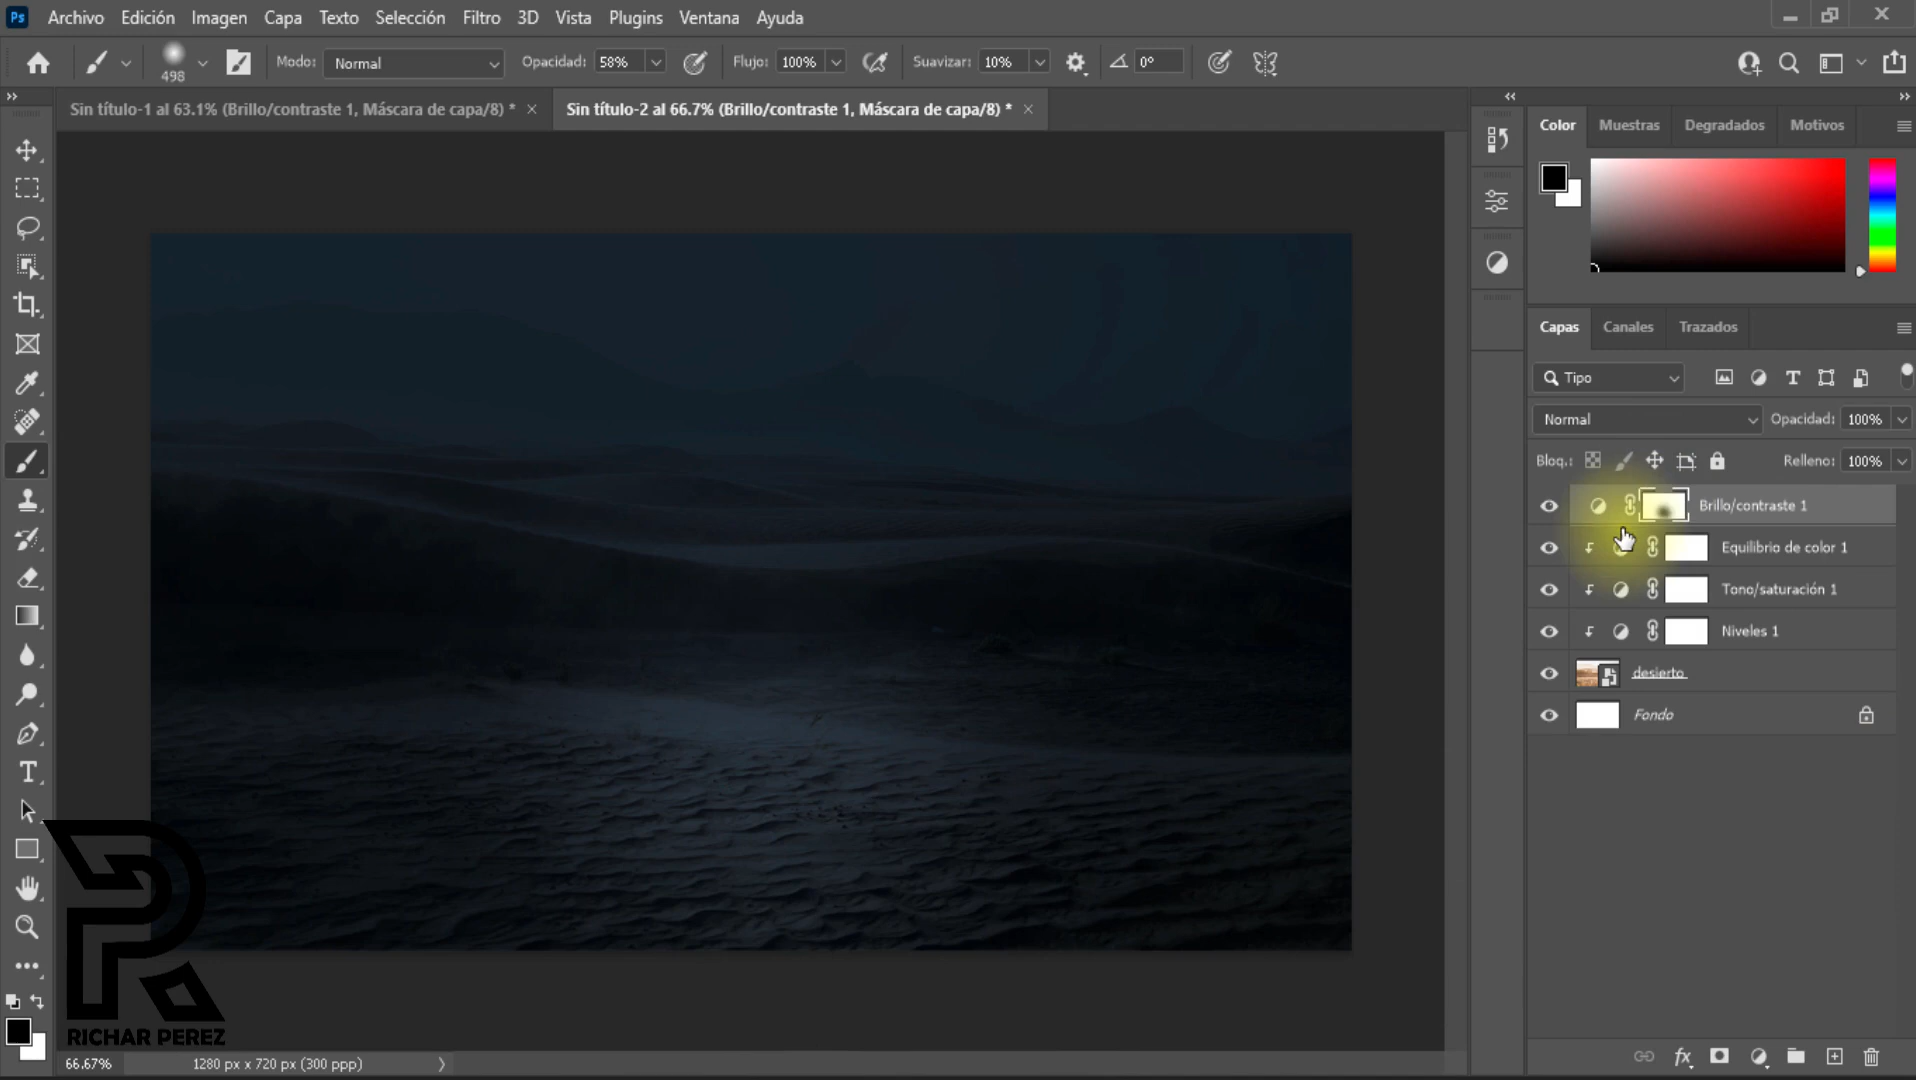 Ps Archivo Edición Imagen Capa Texto Selección Filtro 3D Vista Plugins Ventana Ayuda
498 Modo: Normal Opacidad: 58% Flujo: 100% Suavizar: 10% 0°
Sin título-1 al 63.1% (Brillo/contraste 1, Máscara de capa/8) * × Sin título-2 al 66.7% (Brillo/contraste 1, Máscara de capa/8) * ×
Color Muestras Degradados Motivos
Capas Canales Trazados
Tipo
Normal Opacidad: 100%
Bloq.: Relleno: 100%
Brillo/contraste 1
Equilibrio de color 1
Tono/saturación 1
Niveles 1
desierto
Fondo
RICHAR PEREZ
66.67% 1280 px x 720 px (300 ppp)